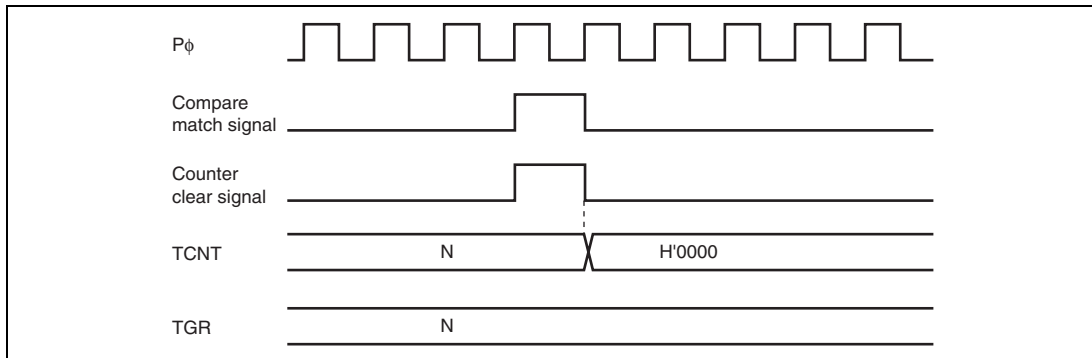 Pϕ
Compare
match signal
Counter
clear signal
TCNT N H'0000
TGR N